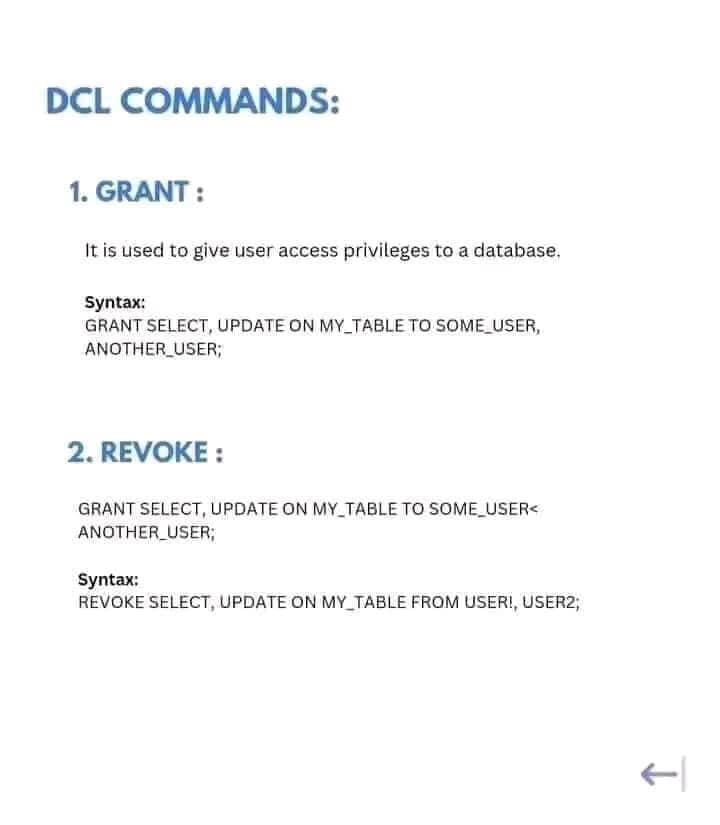 DCL COMMANDS:
1. GRANT :
It is used to give user access privileges to a database.
Syntax:
GRANT SELECT, UPDATE ON MY_TABLE TO SOME_USER,
ANOTHER_USER;
2. REVOKE :
GRANT SELECT, UPDATE ON MY_TABLE TO SOME_USER<
ANOTHER_USER;
Syntax:
REVOKE SELECT, UPDATE ON MY_TABLE FROM USER!, USER2;